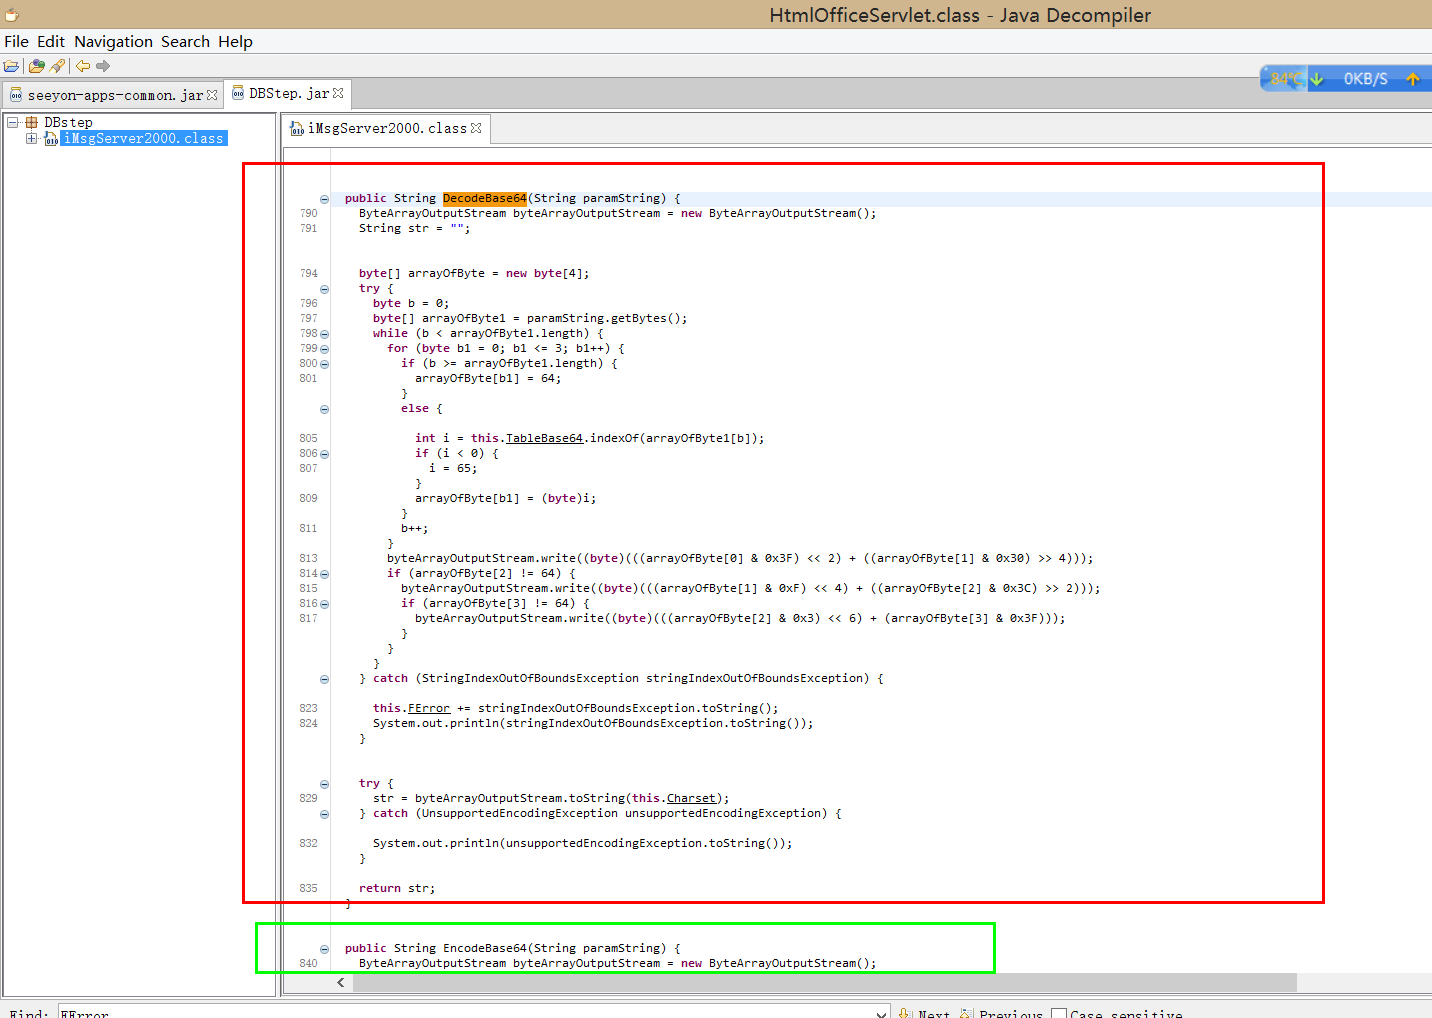 HtmlOfficeServlet.class - Java Decompiler
File Edit Navigation Search Help
84℃ 0KB/S
seeyon-apps-common.jar DBStep.jar
DBstep
iMsgServer2000.class
iMsgServer2000.class
public String DecodeBase64(String paramString) {
790 ByteArrayOutputStream byteArrayOutputStream = new ByteArrayOutputStream();
791 String str = "";
794 byte[] arrayOfByte = new byte[4];
try {
796 byte b = 0;
797 byte[] arrayOfByte1 = paramString.getBytes();
798 while (b < arrayOfByte1.length) {
799 for (byte b1 = 0; b1 <= 3; b1++) {
800 if (b >= arrayOfByte1.length) {
801 arrayOfByte[b1] = 64;
}
else {
805 int i = this.TableBase64.indexOf(arrayOfByte1[b]);
806 if (i < 0) {
807 i = 65;
}
809 arrayOfByte[b1] = (byte)i;
}
811 b++;
}
813 byteArrayOutputStream.write((byte)(((arrayOfByte[0] & 0x3F) << 2) + ((arrayOfByte[1] & 0x30) >> 4)));
814 if (arrayOfByte[2] != 64) {
815 byteArrayOutputStream.write((byte)(((arrayOfByte[1] & 0xF) << 4) + ((arrayOfByte[2] & 0x3C) >> 2)));
816 if (arrayOfByte[3] != 64) {
817 byteArrayOutputStream.write((byte)(((arrayOfByte[2] & 0x3) << 6) + (arrayOfByte[3] & 0x3F)));
}
}
}
} catch (StringIndexOutOfBoundsException stringIndexOutOfBoundsException) {
823 this.FError += stringIndexOutOfBoundsException.toString();
824 System.out.println(stringIndexOutOfBoundsException.toString());
}
try {
829 str = byteArrayOutputStream.toString(this.Charset);
} catch (UnsupportedEncodingException unsupportedEncodingException) {
832 System.out.println(unsupportedEncodingException.toString());
}
835 return str;
}
public String EncodeBase64(String paramString) {
840 ByteArrayOutputStream byteArrayOutputStream = new ByteArrayOutputStream();
Find: FError Next Previous Case sensitive